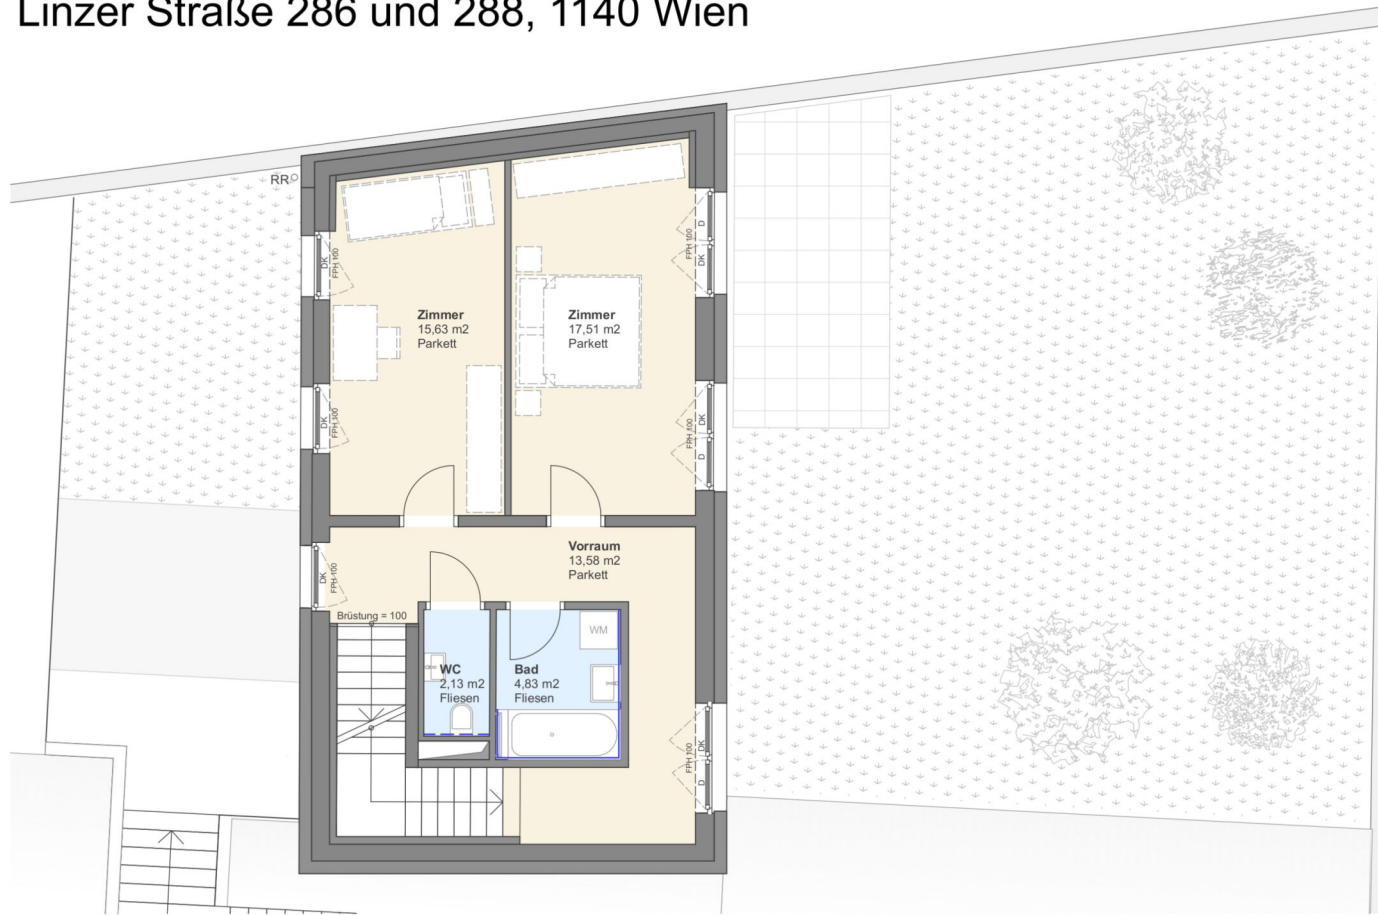 Linzer Straße 286 und 288, 1140 Wien
RR
DK
FPH 100
Zimmer
15,63 m2
Parkett
Zimmer
17,51 m2
Parkett
FPH 100
D
DK
DK
FPH 100
FPH 100
DK
D
Vorraum
13,58 m2
Parkett
DK
FPH 100
Brüstung = 100
WM
WC
2,13 m2
Fliesen
Bad
4,83 m2
Fliesen
FPH 100
DK
D